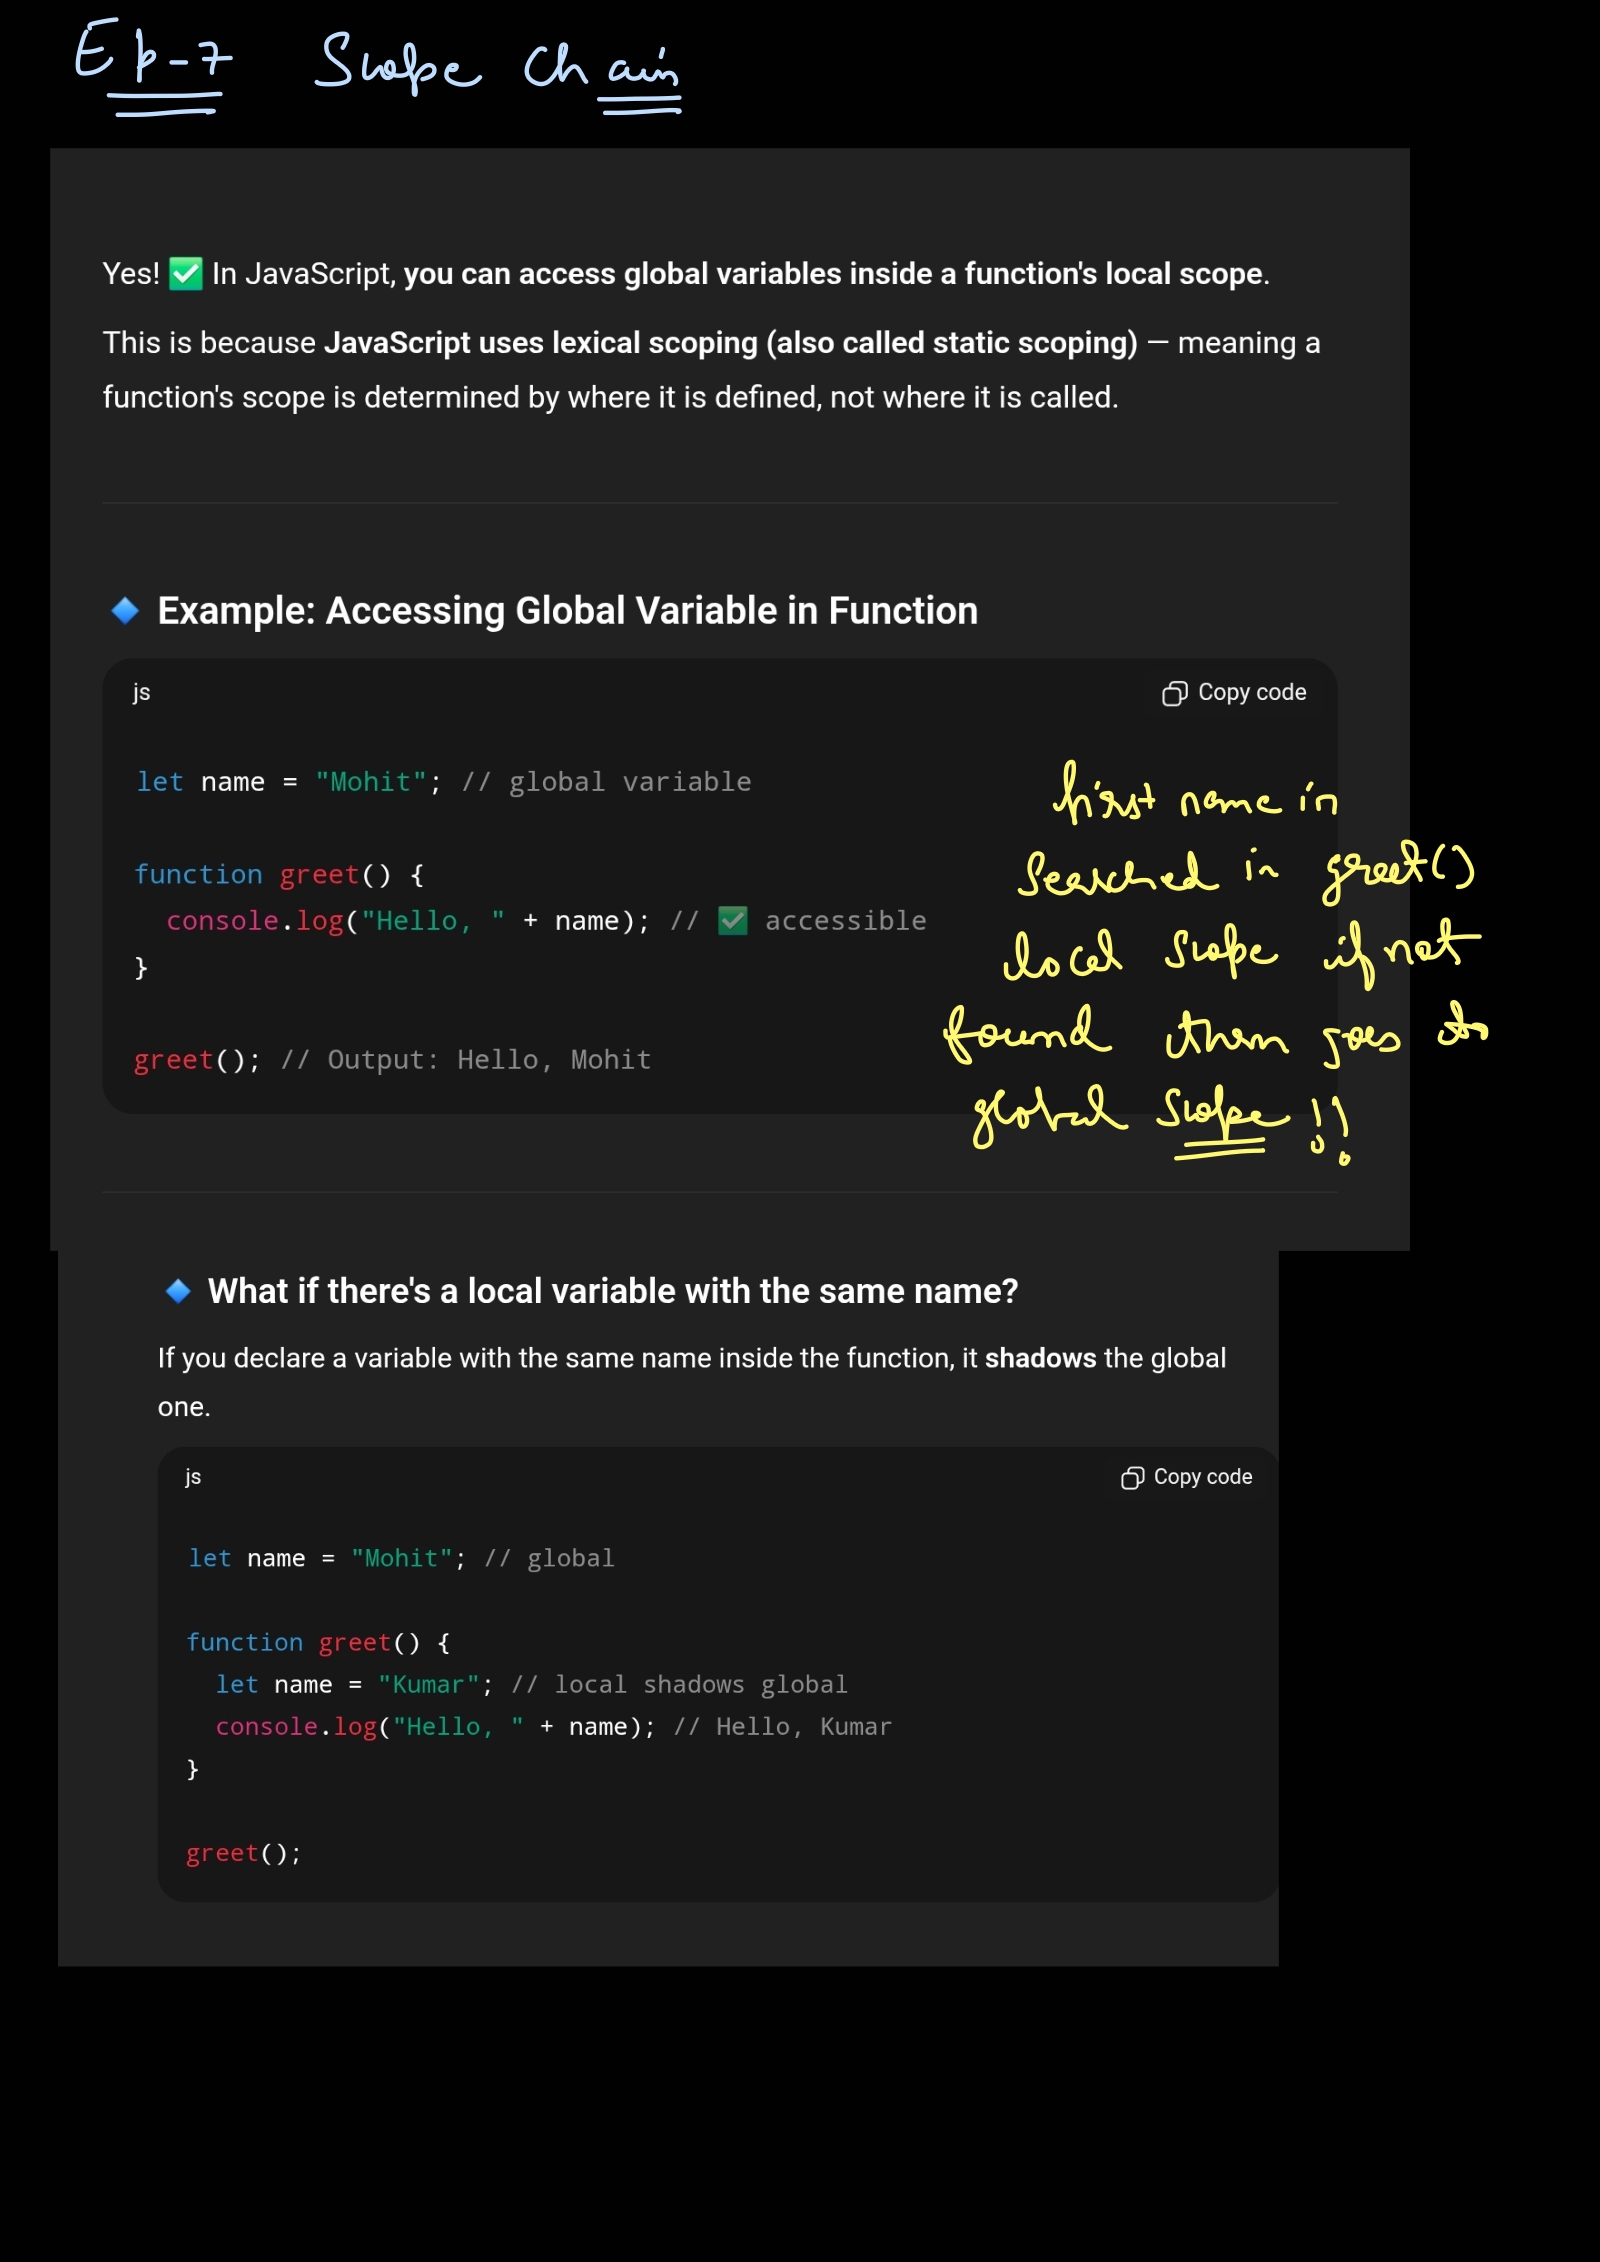 Ep-7 Scope Chain
Yes! ✅ In JavaScript, you can access global variables inside a function's local scope.
This is because JavaScript uses lexical scoping (also called static scoping) — meaning a
function's scope is determined by where it is defined, not where it is called.
🔹 Example: Accessing Global Variable in Function
js Copy code
let name = "Mohit"; // global variable
function greet() {
console.log("Hello, " + name); // ✅ accessible
}
greet(); // Output: Hello, Mohit
first name in
searched in greet()
local scope if not
found then goes to
global scope !!
🔹 What if there's a local variable with the same name?
If you declare a variable with the same name inside the function, it shadows the global
one.
js Copy code
let name = "Mohit"; // global
function greet() {
let name = "Kumar"; // local shadows global
console.log("Hello, " + name); // Hello, Kumar
}
greet();